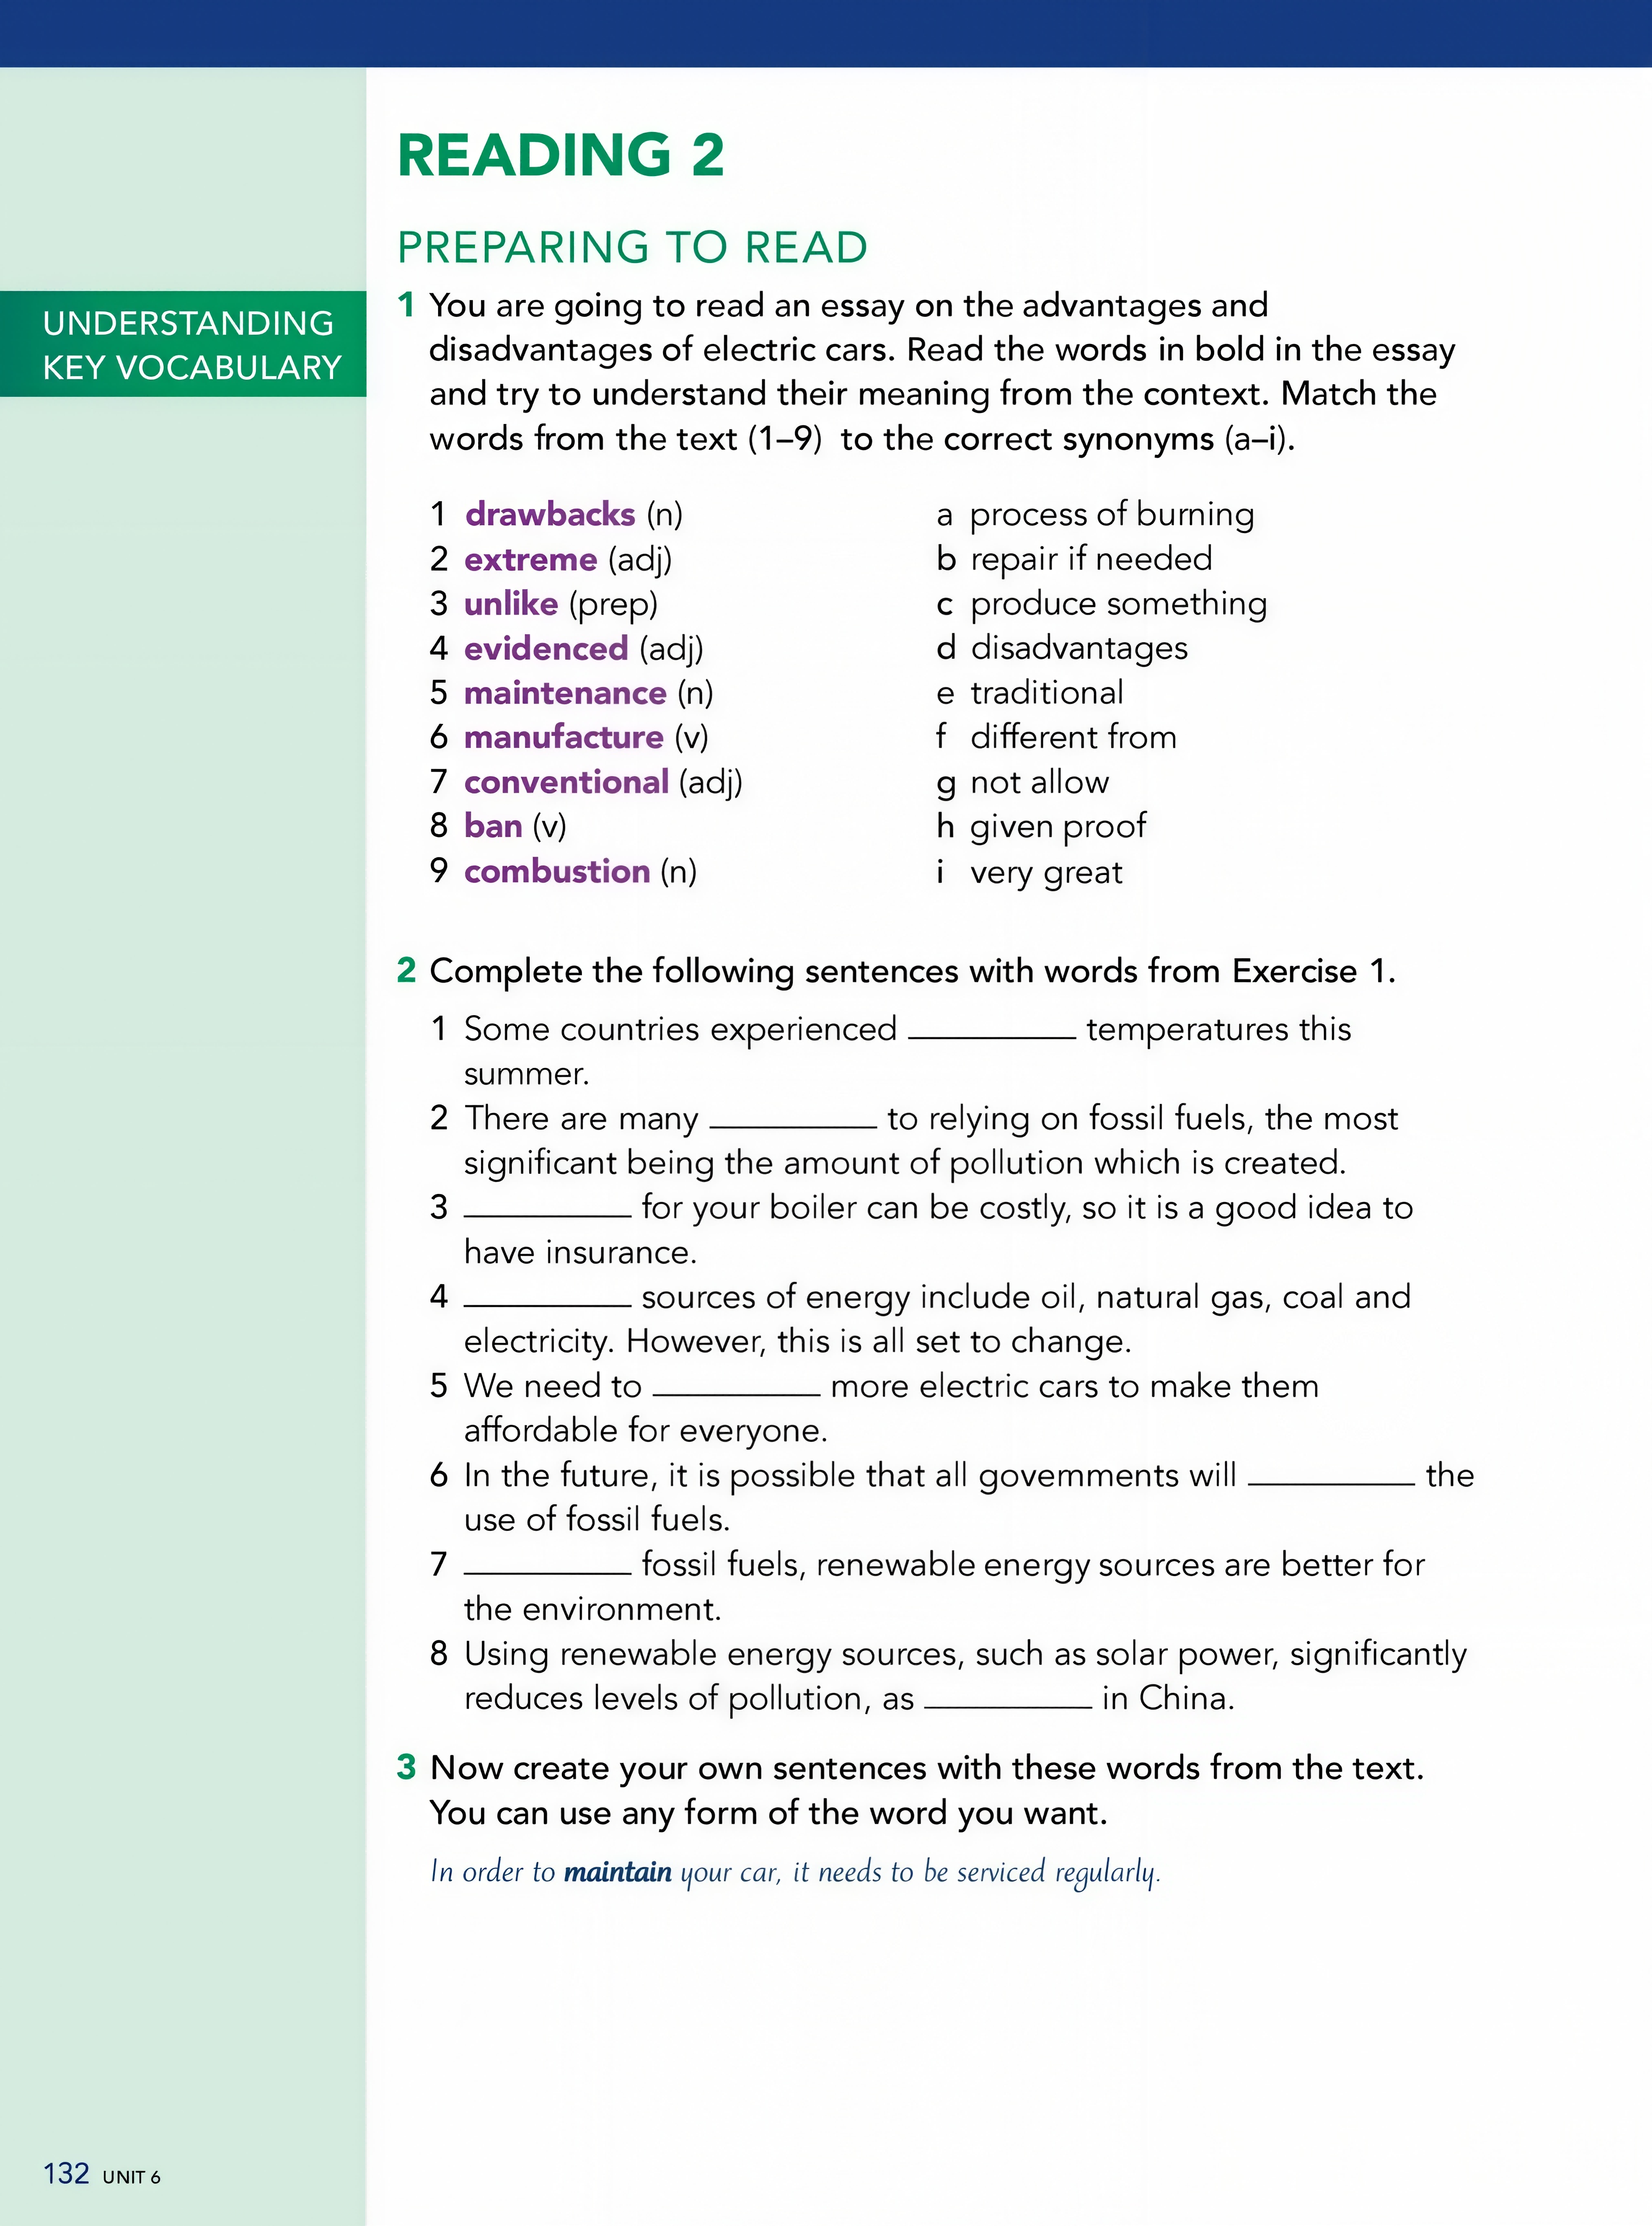 READING 2
PREPARING TO READ
UNDERSTANDING
KEY VOCABULARY
1 You are going to read an essay on the advantages and
disadvantages of electric cars. Read the words in bold in the essay
and try to understand their meaning from the context. Match the
words from the text (1–9) to the correct synonyms (a–i).
1 drawbacks (n)
2 extreme (adj)
3 unlike (prep)
4 evidenced (adj)
5 maintenance (n)
6 manufacture (v)
7 conventional (adj)
8 ban (v)
9 combustion (n)
a process of burning
b repair if needed
c produce something
d disadvantages
e traditional
f different from
g not allow
h given proof
i very great
2 Complete the following sentences with words from Exercise 1.
1 Some countries experienced __________ temperatures this
summer.
2 There are many __________ to relying on fossil fuels, the most
significant being the amount of pollution which is created.
3 __________ for your boiler can be costly, so it is a good idea to
have insurance.
4 __________ sources of energy include oil, natural gas, coal and
electricity. However, this is all set to change.
5 We need to __________ more electric cars to make them
affordable for everyone.
6 In the future, it is possible that all govemments will __________ the
use of fossil fuels.
7 __________ fossil fuels, renewable energy sources are better for
the environment.
8 Using renewable energy sources, such as solar power, significantly
reduces levels of pollution, as __________ in China.
3 Now create your own sentences with these words from the text.
You can use any form of the word you want.
In order to maintain your car, it needs to be serviced regularly.
132 UNIT 6